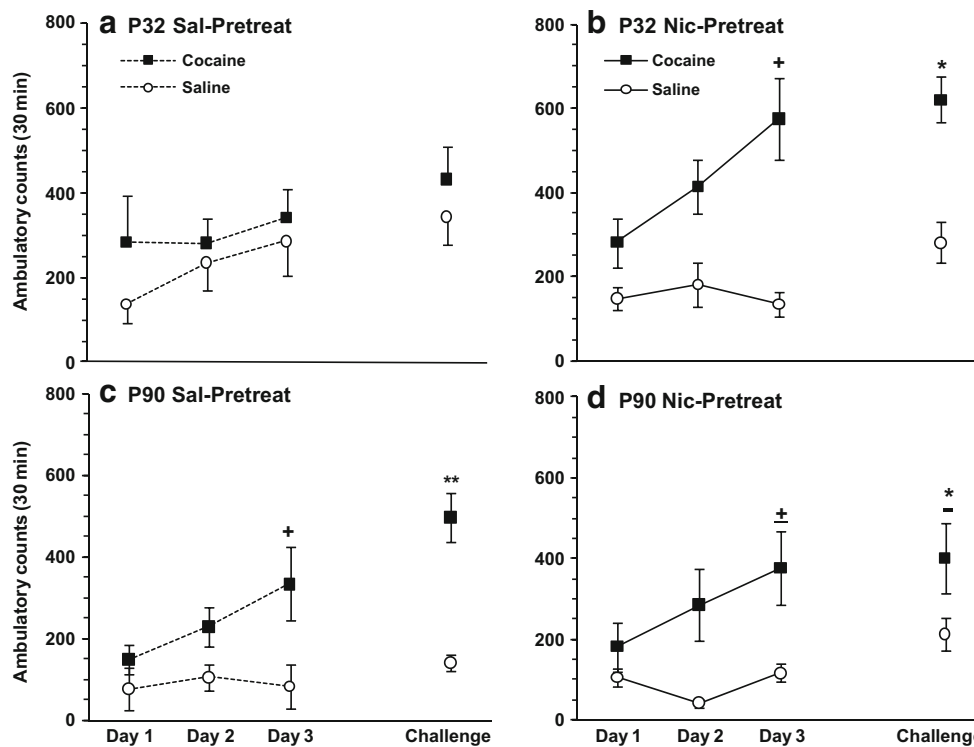 a P32 Sal-Pretreat
Cocaine
Saline
Ambulatory counts (30 min)
800
600
400
200
0
b P32 Nic-Pretreat
Cocaine
Saline
+
*
800
600
400
200
0
c P90 Sal-Pretreat
+
**
Ambulatory counts (30 min)
800
600
400
200
0
Day 1 Day 2 Day 3 Challenge
d P90 Nic-Pretreat
+
*
800
600
400
200
0
Day 1 Day 2 Day 3 Challenge